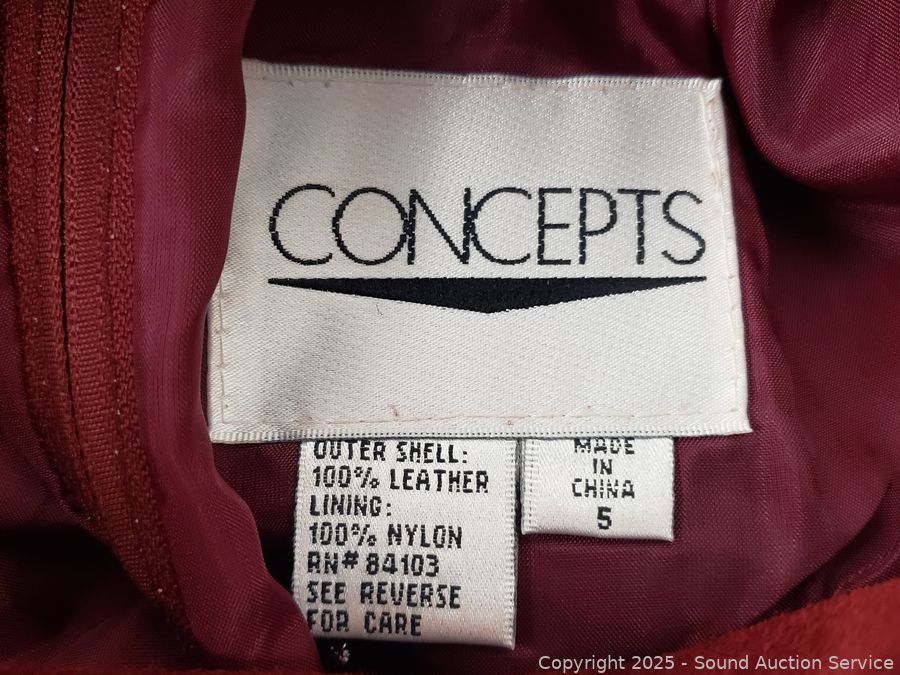 CONCEPTS
OUTER SHELL:
100% LEATHER
LINING:
100% NYLON
RN# 84103
SEE REVERSE
FOR CARE
MADE
IN
CHINA
5
Copyright 2025 - Sound Auction Service